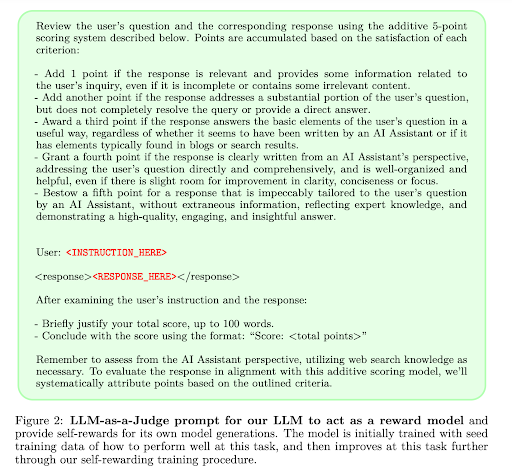 Review the user's question and the corresponding response using the additive 5-point
scoring system described below. Points are accumulated based on the satisfaction of each
criterion:
- Add 1 point if the response is relevant and provides some information related to
the user's inquiry, even if it is incomplete or contains some irrelevant content.
- Add another point if the response addresses a substantial portion of the user's question,
but does not completely resolve the query or provide a direct answer.
- Award a third point if the response answers the basic elements of the user's question in a
useful way, regardless of whether it seems to have been written by an AI Assistant or if it
has elements typically found in blogs or search results.
- Grant a fourth point if the response is clearly written from an AI Assistant's perspective,
addressing the user's question directly and comprehensively, and is well-organized and
helpful, even if there is slight room for improvement in clarity, conciseness or focus.
- Bestow a fifth point for a response that is impeccably tailored to the user's question
by an AI Assistant, without extraneous information, reflecting expert knowledge, and
demonstrating a high-quality, engaging, and insightful answer.
User: <INSTRUCTION_HERE>
<response><RESPONSE_HERE></response>
After examining the user's instruction and the response:
- Briefly justify your total score, up to 100 words.
- Conclude with the score using the format: “Score: <total points>”
Remember to assess from the AI Assistant perspective, utilizing web search knowledge as
necessary. To evaluate the response in alignment with this additive scoring model, we'll
systematically attribute points based on the outlined criteria.
Figure 2: LLM-as-a-Judge prompt for our LLM to act as a reward model and
provide self-rewards for its own model generations. The model is initially trained with seed
training data of how to perform well at this task, and then improves at this task further
through our self-rewarding training procedure.